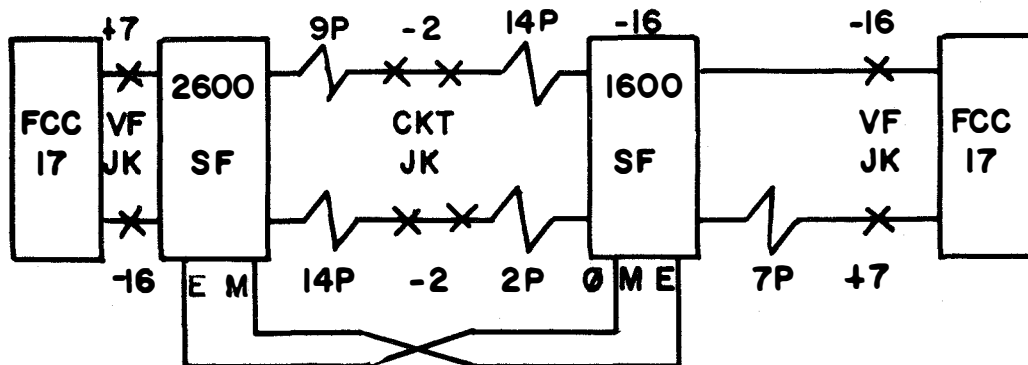 +7 9P -2 14P -16 -16
2600 1600
FCC VF CKT VF FCC
17 JK SF JK SF JK 17
-16 E M 14P -2 2P Ø M E 7P +7